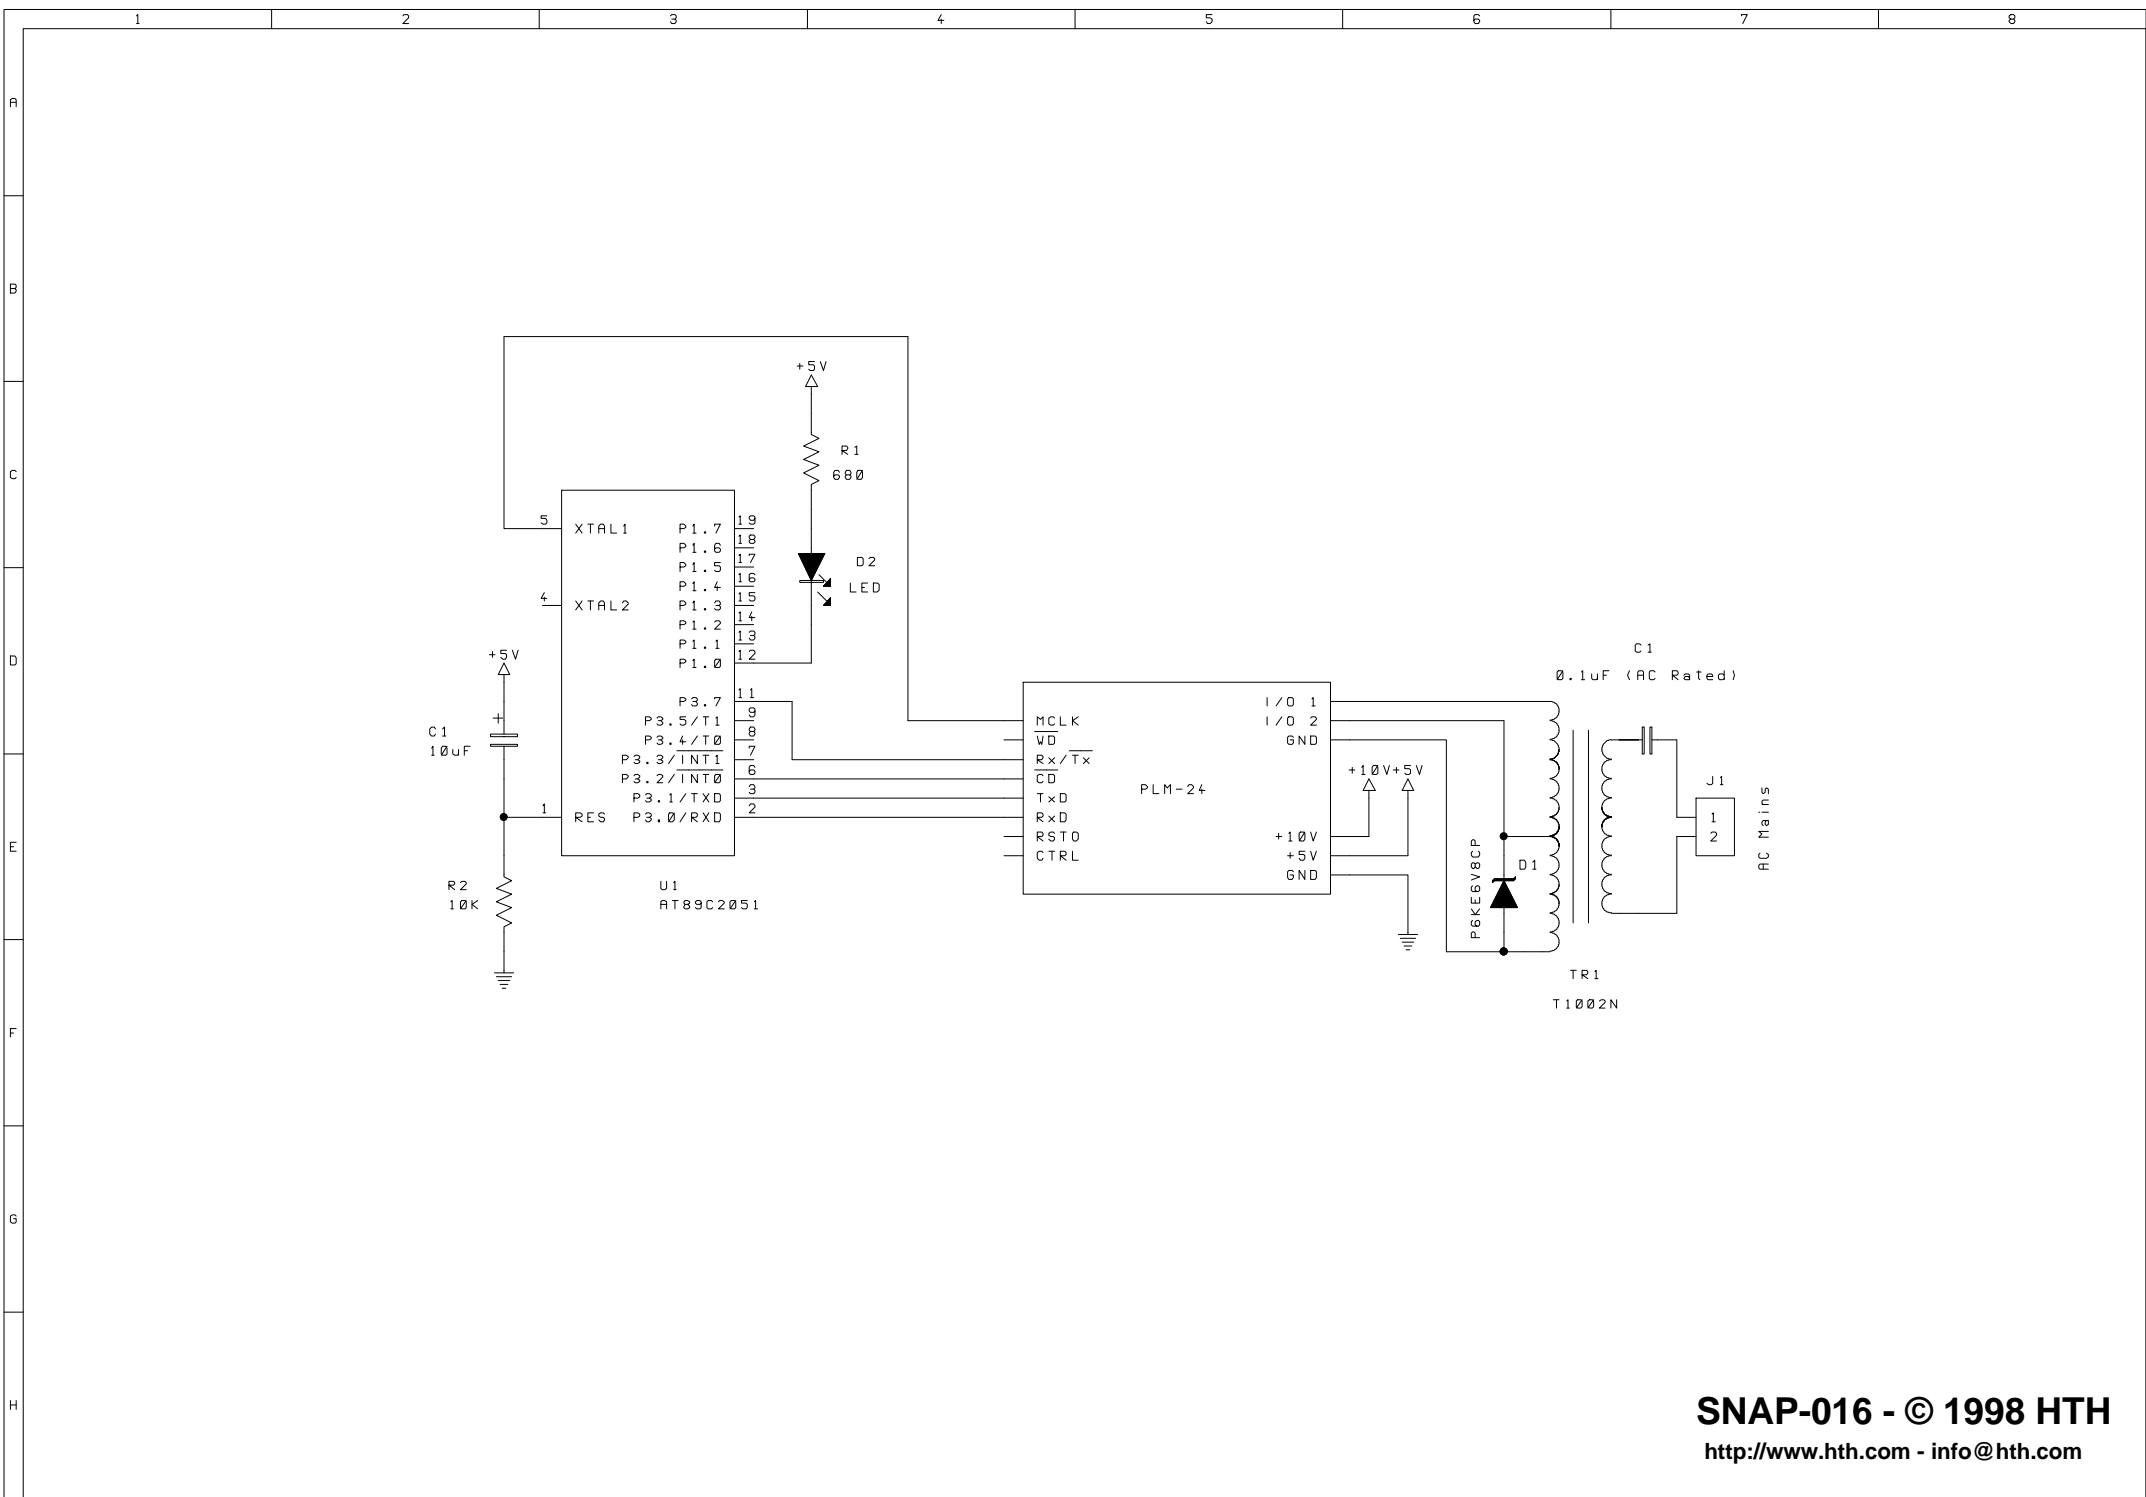 1 2 3 4 5 6 7 8
A
B
C
D
E
F
G
H
+5V
R1
680
D2
LED
5 XTAL1
4 XTAL2
1 RES
P1.7 19
P1.6 18
P1.5 17
P1.4 16
P1.3 15
P1.2 14
P1.1 13
P1.0 12
P3.7 11
P3.5/T1 9
P3.4/T0 8
P3.3/INT1 7
P3.2/INT0 6
P3.1/TXD 3
P3.0/RXD 2
U1
AT89C2051
+5V
+
C1
10uF
R2
10K
MCLK
WD
Rx/Tx
CD
TxD
RxD
RSTO
CTRL
PLM-24
I/O 1
I/O 2
GND
+10V
+5V
GND
+10V +5V
P6KE6V8CP
D1
TR1
T1002N
C1
0.1uF (AC Rated)
J1
1
2
AC Mains
SNAP-016 - © 1998 HTH
http://www.hth.com - info@hth.com